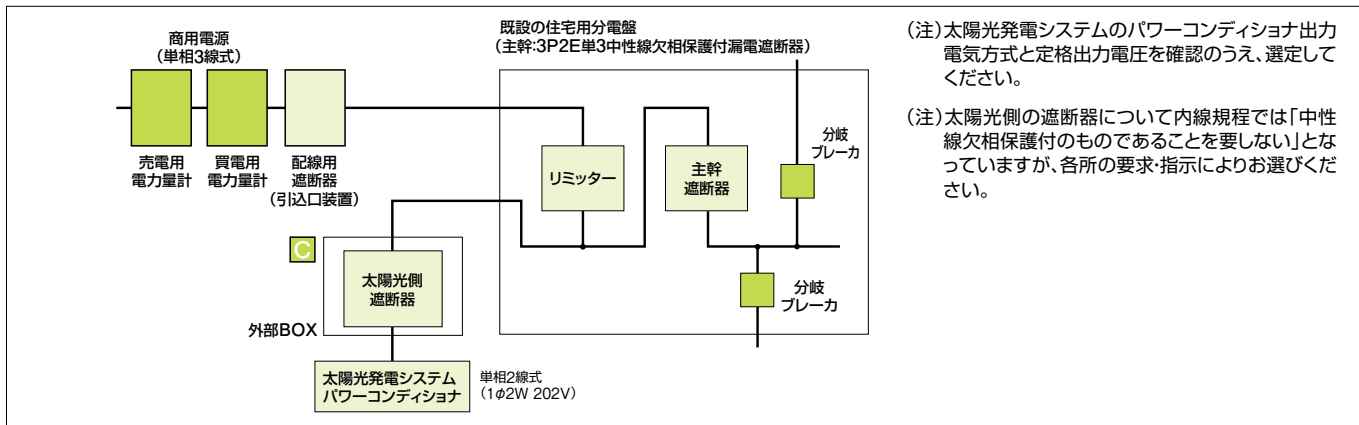 商用電源
(単相3線式)
既設の住宅用分電盤
(主幹:3P2E単3中性線欠相保護付漏電遮断器)
売電用
電力量計
買電用
電力量計
配線用
遮断器
(引込口装置)
リミッター
主幹
遮断器
分岐
ブレーカ
分岐
ブレーカ
C
太陽光側
遮断器
外部BOX
太陽光発電システム
パワーコンディショナ
単相2線式
(1φ2W 202V)
(注)太陽光発電システムのパワーコンディショナ出力
電気方式と定格出力電圧を確認のうえ、選定して
ください。
(注)太陽光側の遮断器について内線規程では「中性
線欠相保護付のものであることを要しない」とな
っていますが、各所の要求・指示によりお選びくだ
さい。